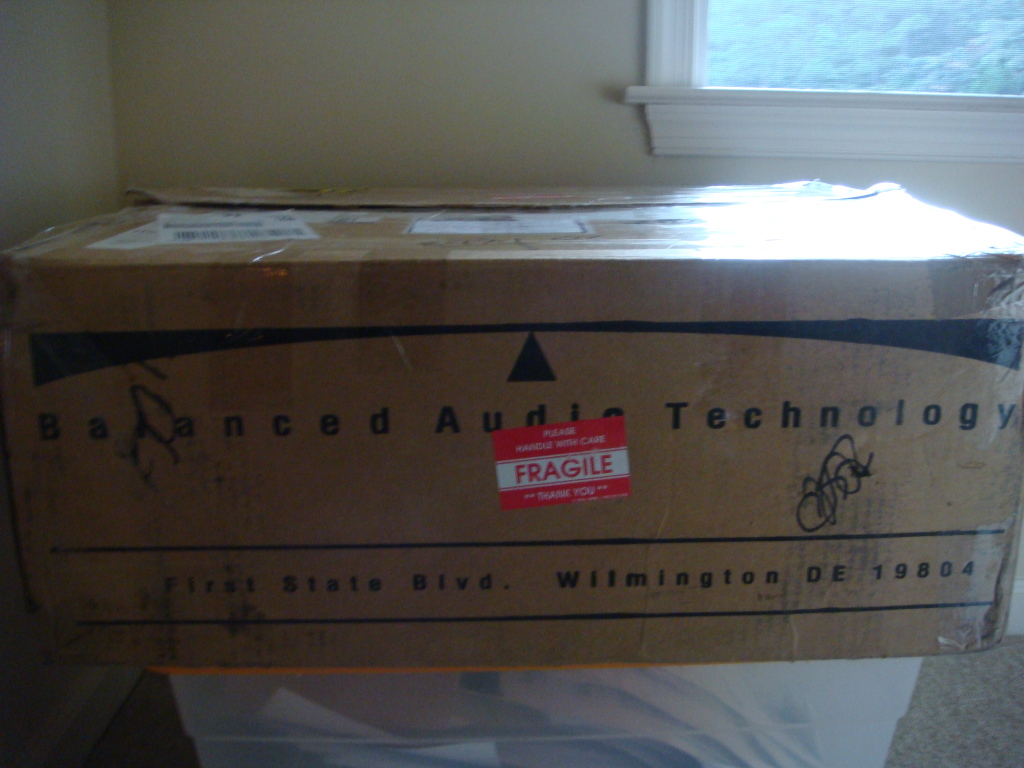 Balanced Audio Technology
PLEASE
HANDLE WITH CARE
FRAGILE
** THANK YOU **
First State Blvd. Wilmington DE 19804